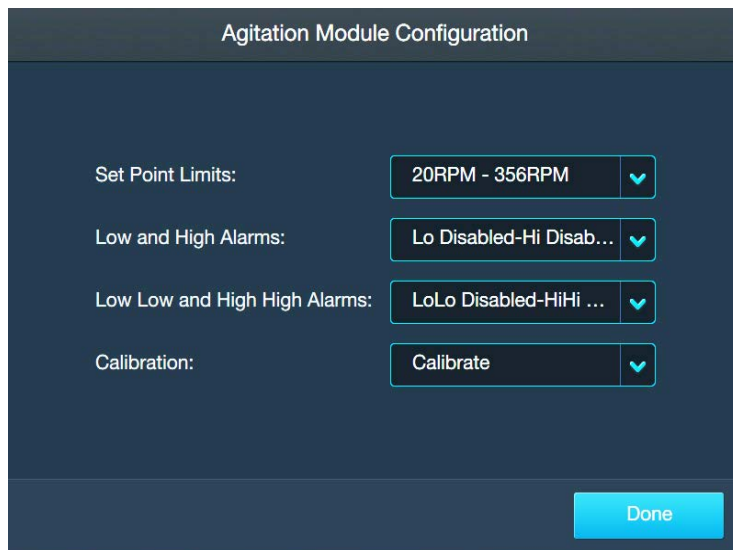 Agitation Module Configuration
Set Point Limits: 20RPM - 356RPM
Low and High Alarms: Lo Disabled-Hi Disab...
Low Low and High High Alarms: LoLo Disabled-HiHi ...
Calibration: Calibrate
Done